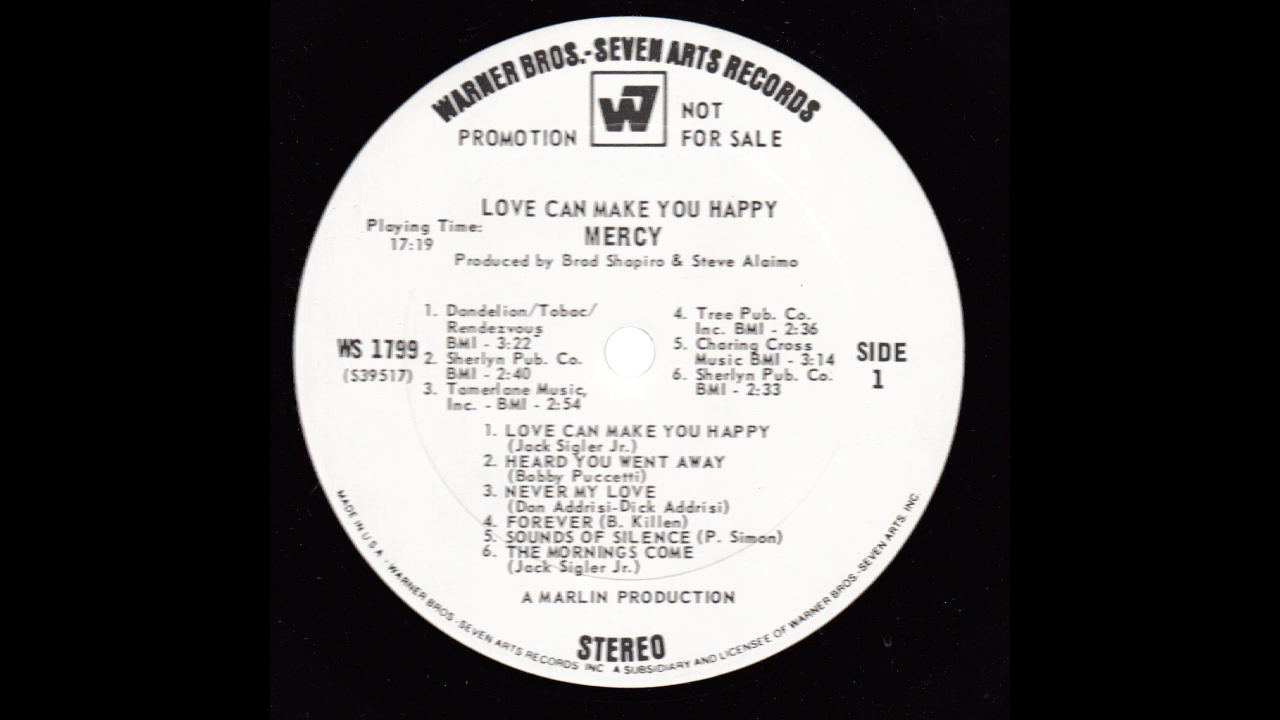 WARNER BROS.-SEVEN ARTS RECORDS
W7
PROMOTION
NOT
FOR SALE
LOVE CAN MAKE YOU HAPPY
MERCY
Playing Time:
17:19
Produced by Brad Shapiro & Steve Alaimo
1. Dandelion/Tobac/
Rendezvous
BMI - 3:22
2. Sherlyn Pub. Co.
BMI - 2:40
3. Tamerlane Music,
Inc. - BMI - 2:54
4. Tree Pub. Co.
Inc. BMI - 2:36
5. Charing Cross
Music BMI - 3:14
6. Sherlyn Pub. Co.
BMI - 2:33
WS 1799
(S39517)
SIDE
1
1. LOVE CAN MAKE YOU HAPPY
(Jack Sigler Jr.)
2. HEARD YOU WENT AWAY
(Bobby Puccetti)
3. NEVER MY LOVE
(Don Addrisi-Dick Addrisi)
4. FOREVER (B. Killen)
5. SOUNDS OF SILENCE (P. Simon)
6. THE MORNINGS COME
(Jack Sigler Jr.)
A MARLIN PRODUCTION
STEREO
MADE IN U.S.A. - WARNER BROS.-SEVEN ARTS RECORDS INC. A SUBSIDIARY AND LICENSEE OF WARNER BROS.-SEVEN ARTS, INC.